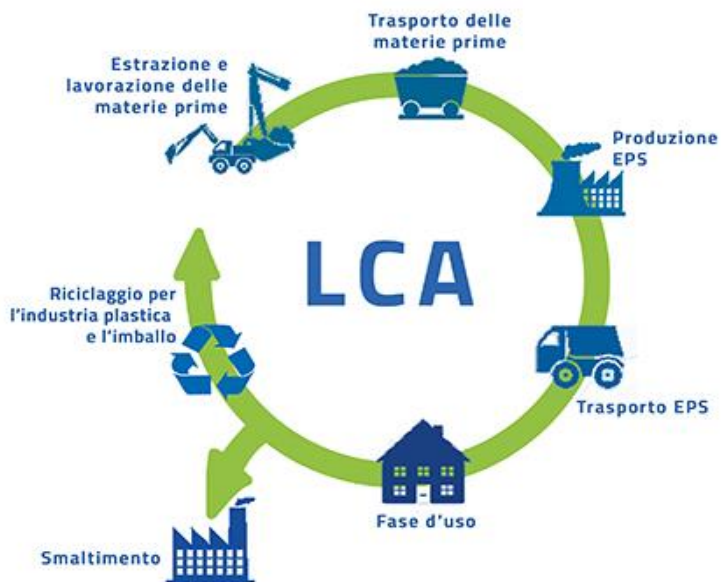 Trasporto delle
materie prime
Estrazione e
lavorazione delle
materie prime
Produzione
EPS
LCA
Riciclaggio per
l'industria plastica
e l'imballo
Trasporto EPS
Fase d'uso
Smaltimento